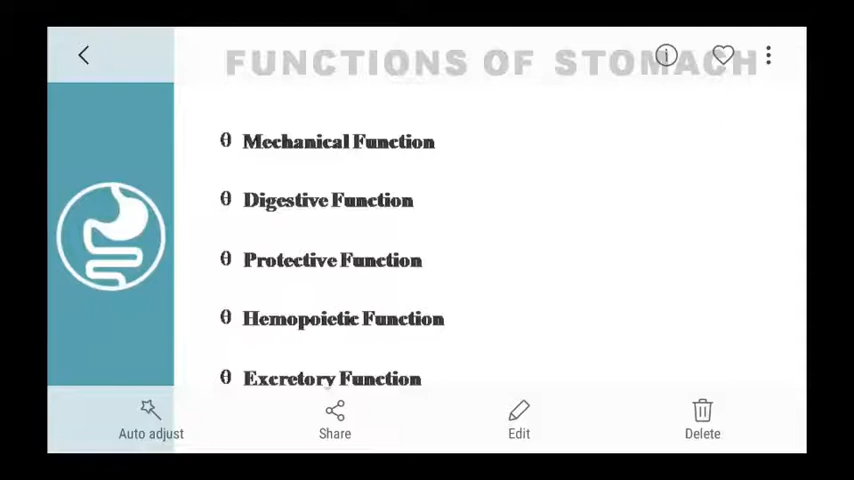 FUNCTIONS OF STOMACH
θ Mechanical Function
θ Digestive Function
θ Protective Function
θ Hemopoietic Function
θ Excretory Function
Auto adjust
Share
Edit
Delete